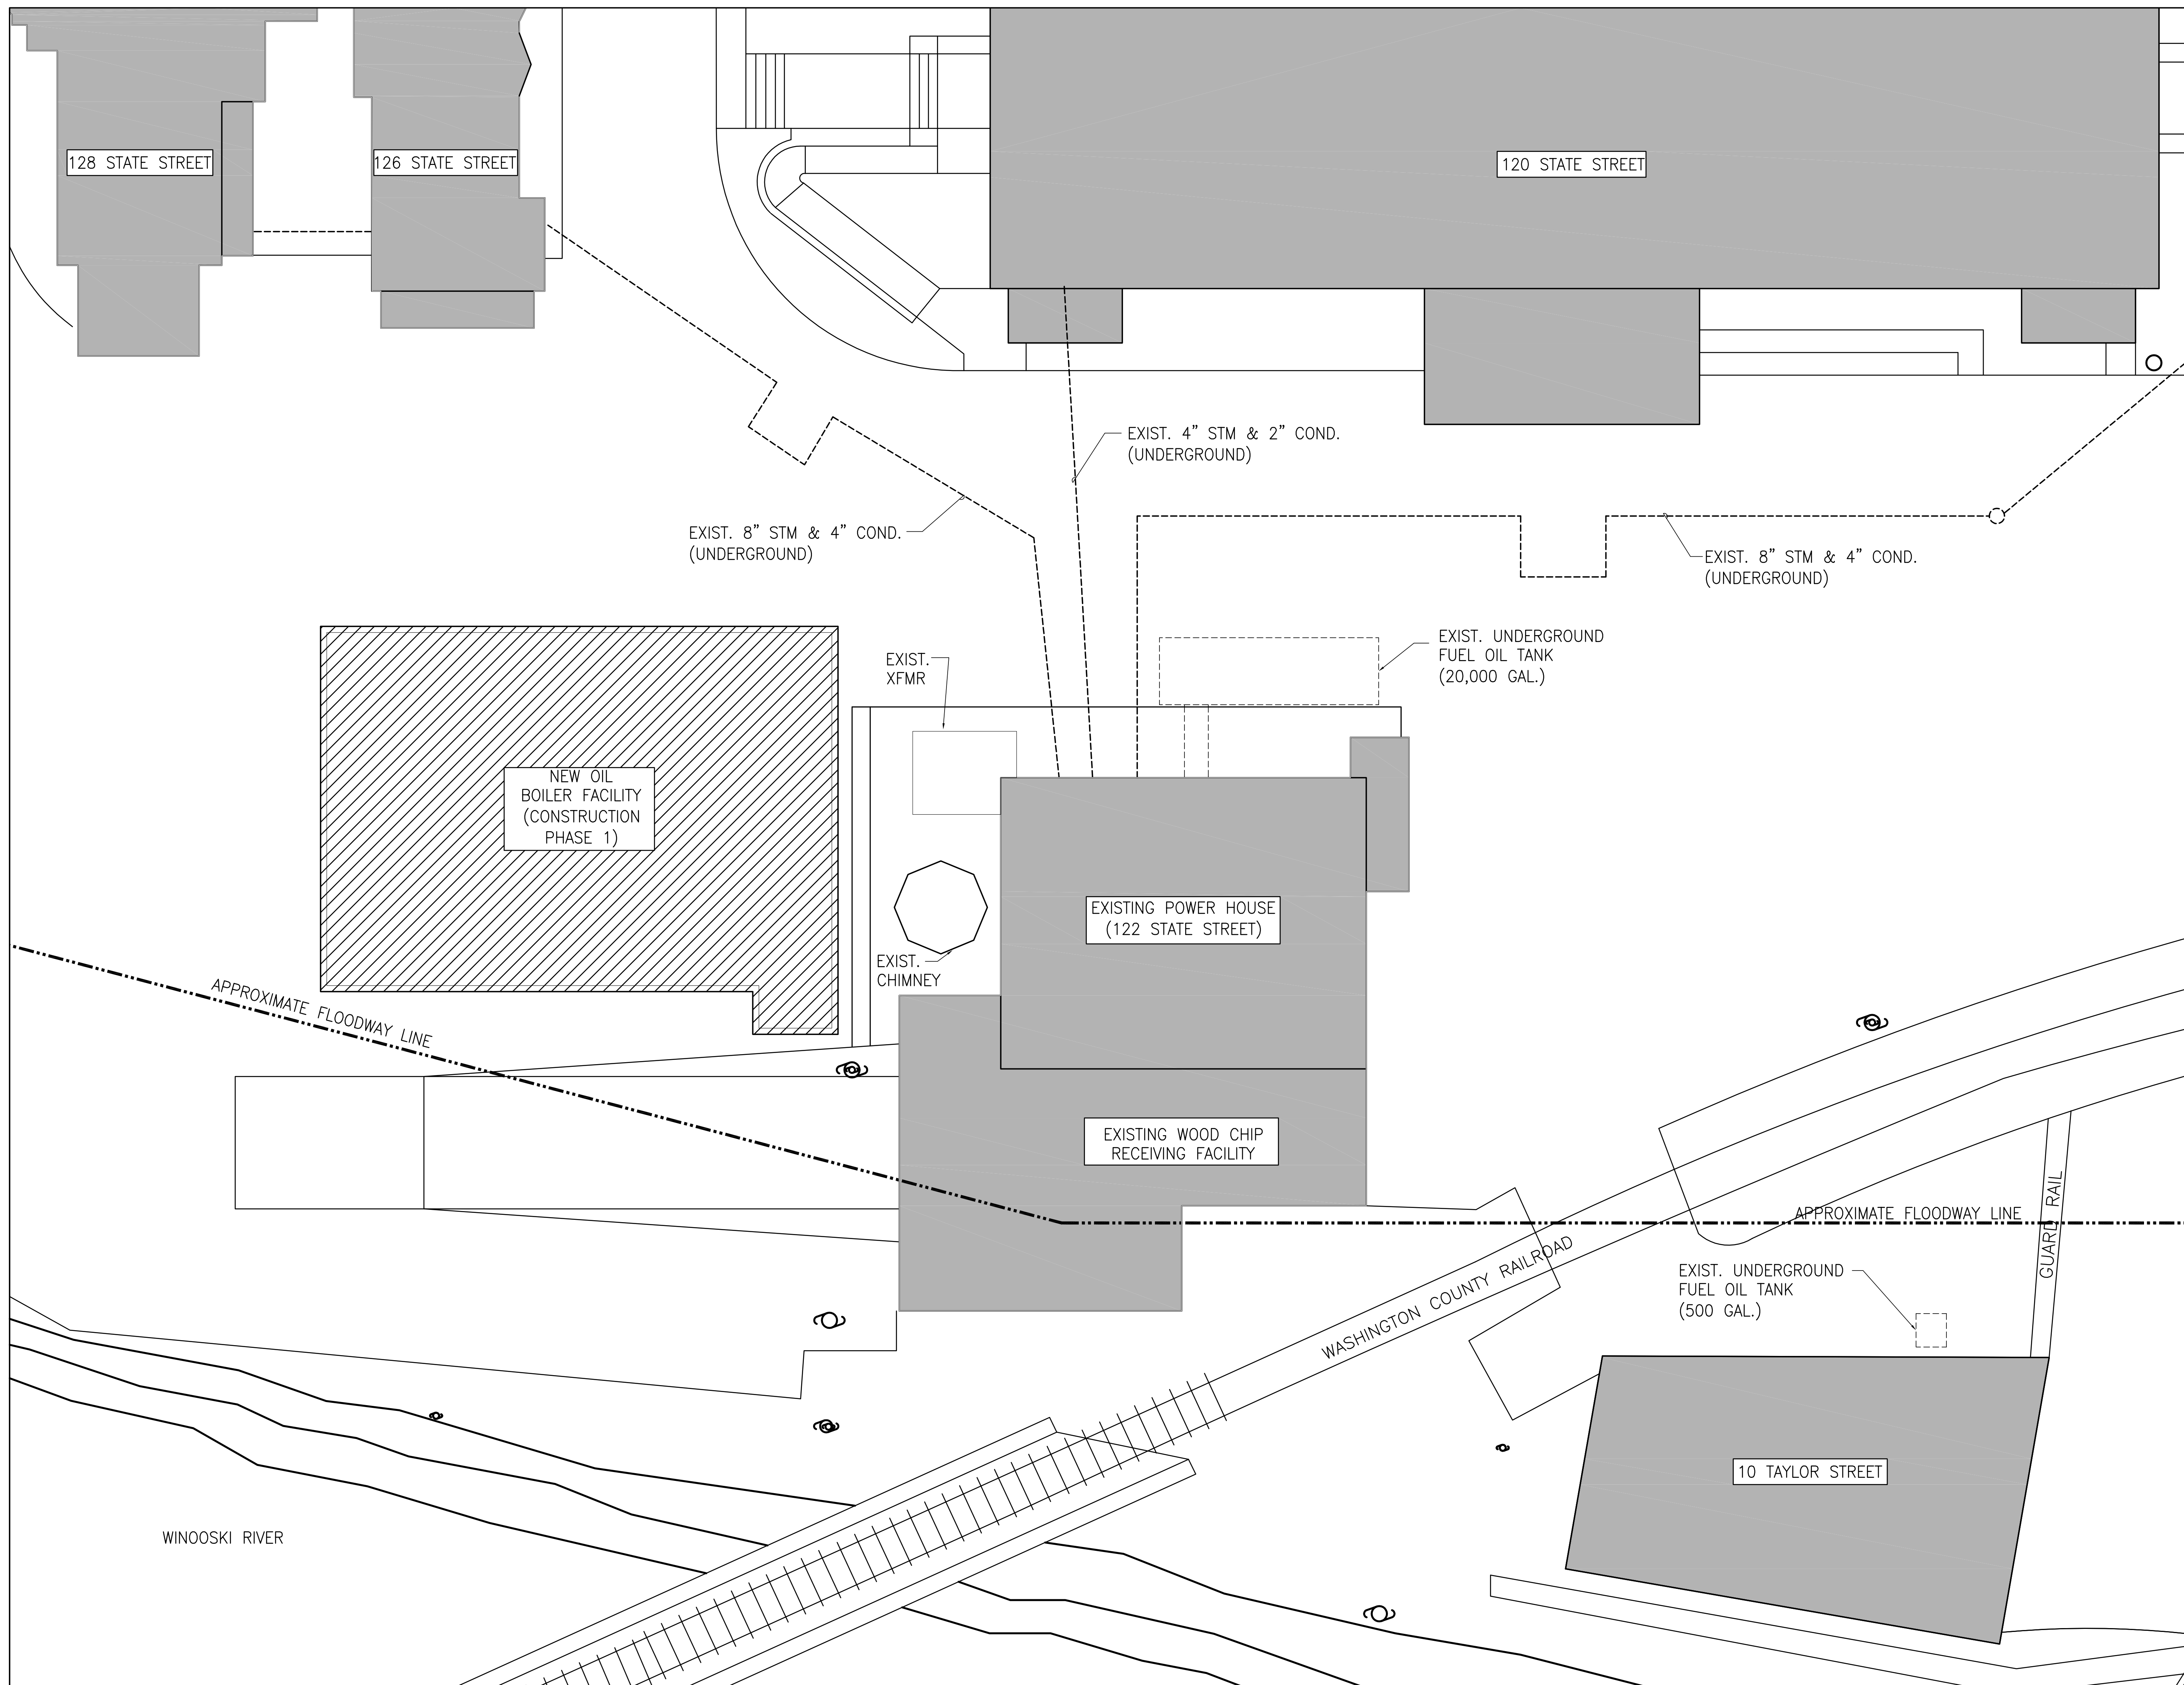 128 STATE STREET
126 STATE STREET
120 STATE STREET
EXIST. 4” STM & 2” COND.
(UNDERGROUND)
EXIST. 8” STM & 4” COND.
(UNDERGROUND)
EXIST. 8” STM & 4” COND.
(UNDERGROUND)
EXIST. UNDERGROUND
FUEL OIL TANK
(20,000 GAL.)
EXIST.
XFMR
NEW OIL
BOILER FACILITY
(CONSTRUCTION
PHASE 1)
EXISTING POWER HOUSE
(122 STATE STREET)
EXIST.
CHIMNEY
APPROXIMATE FLOODWAY LINE
EXISTING WOOD CHIP
RECEIVING FACILITY
APPROXIMATE FLOODWAY LINE
GUARD RAIL
WASHINGTON COUNTY RAILROAD
EXIST. UNDERGROUND
FUEL OIL TANK
(500 GAL.)
10 TAYLOR STREET
WINOOSKI RIVER